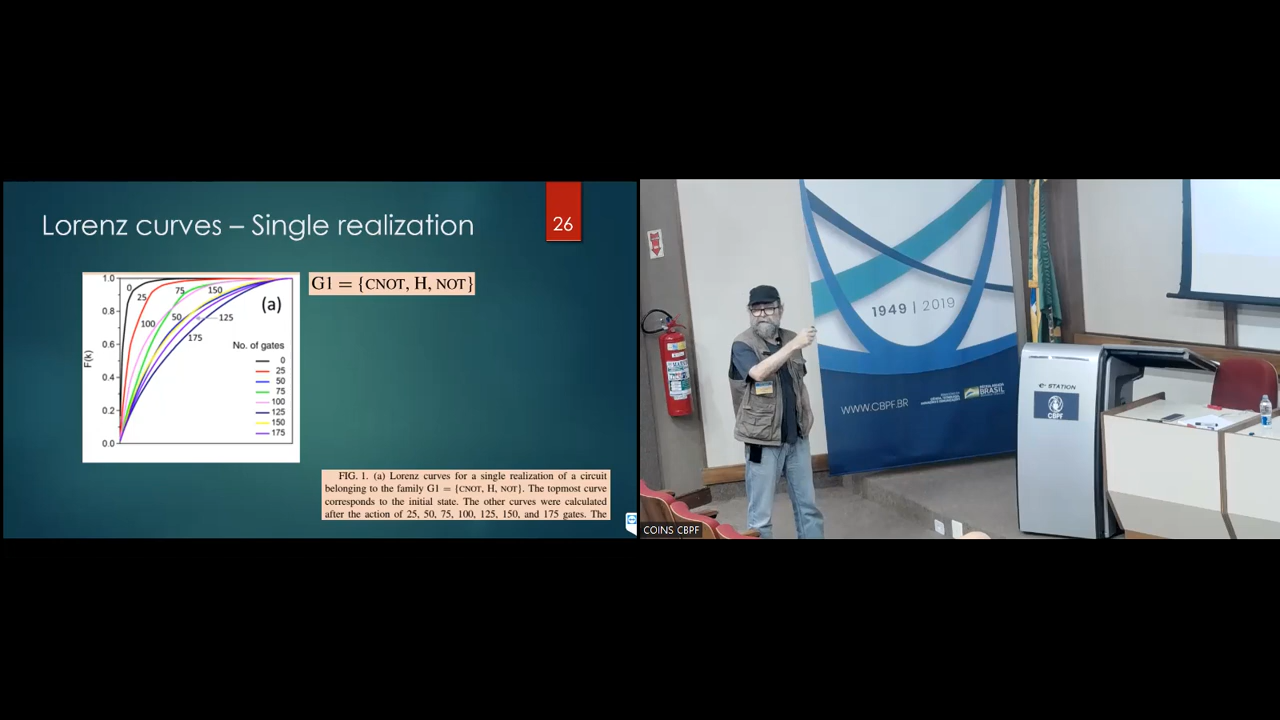 Lorenz curves – Single realization
26
G1 = {CNOT, H, NOT}
1.0
0.8
0.6
0.4
0.2
0.0
F(k)
0
25
75
150
100
50
125
175
(a)
No. of gates
0
25
50
75
100
125
150
175
FIG. 1. (a) Lorenz curves for a single realization of a circuit
belonging to the family G1 = {CNOT, H, NOT}. The topmost curve
corresponds to the initial state. The other curves were calculated
after the action of 25, 50, 75, 100, 125, 150, and 175 gates. The
1949 | 2019
WWW.CBPF.BR
BRASIL
STATION
CBPF
COINS CBPF